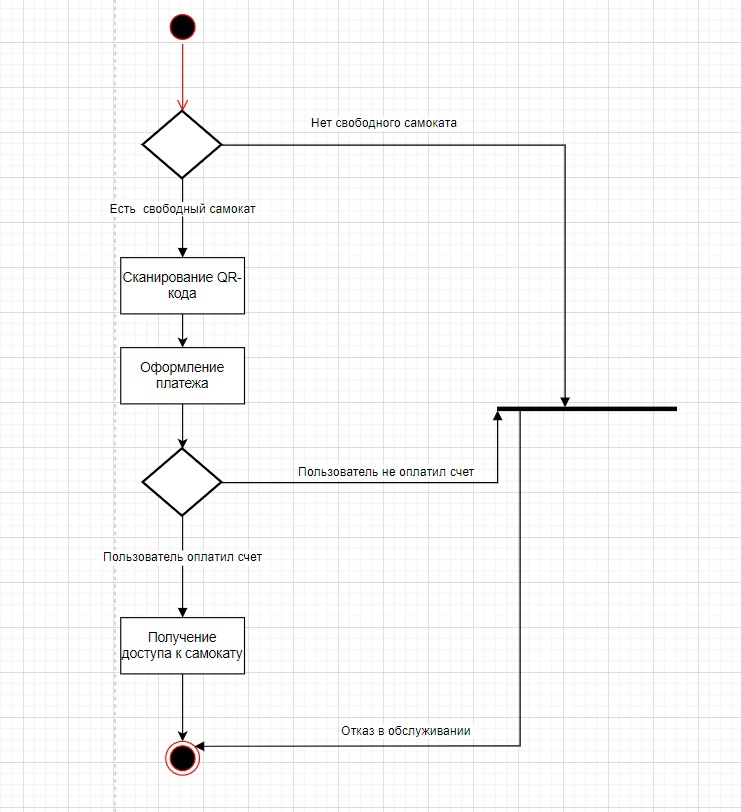 Нет свободного самоката
Есть свободный самокат
Сканирование QR-
кода
Оформление
платежа
Пользователь не оплатил счет
Пользователь оплатил счет
Получение
доступа к самокату
Отказ в обслуживании